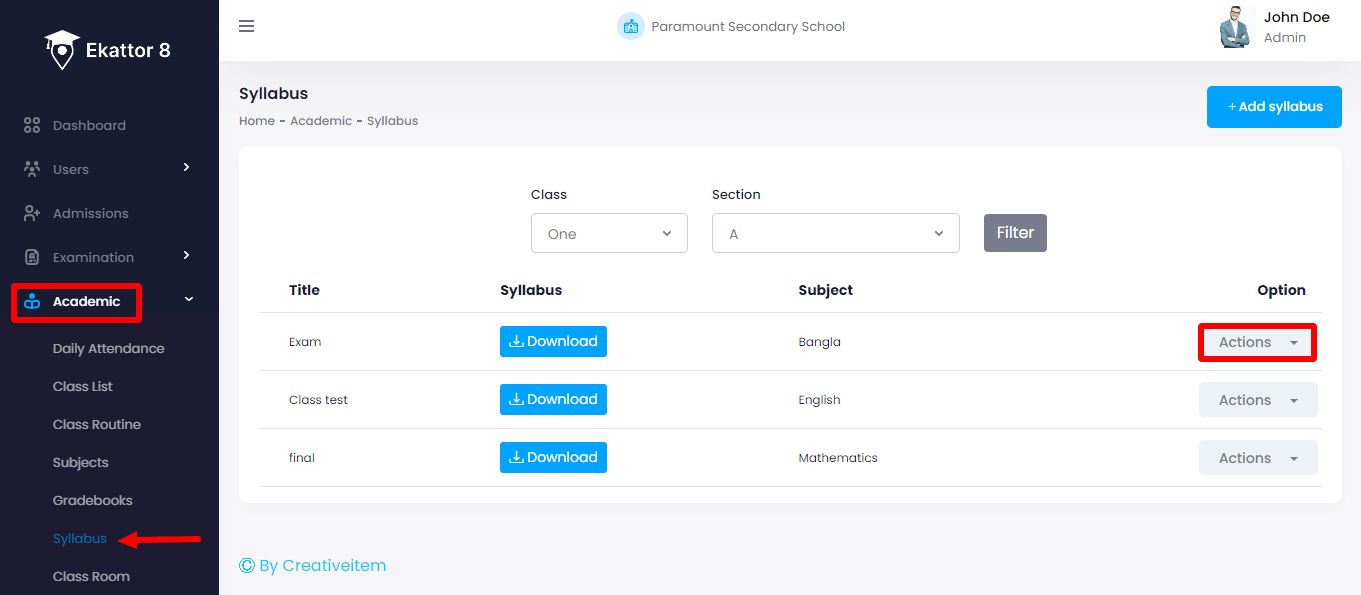 Ekattor 8
Dashboard
Users
Admissions
Examination
Academic
Daily Attendance
Class List
Class Routine
Subjects
Gradebooks
Syllabus
Class Room
Paramount Secondary School
John Doe
Admin
Syllabus
Home - Academic - Syllabus
+ Add syllabus
Class Section
One A Filter
Title Syllabus Subject Option
Exam Download Bangla Actions
Class test Download English Actions
final Download Mathematics Actions
© By Creativeitem